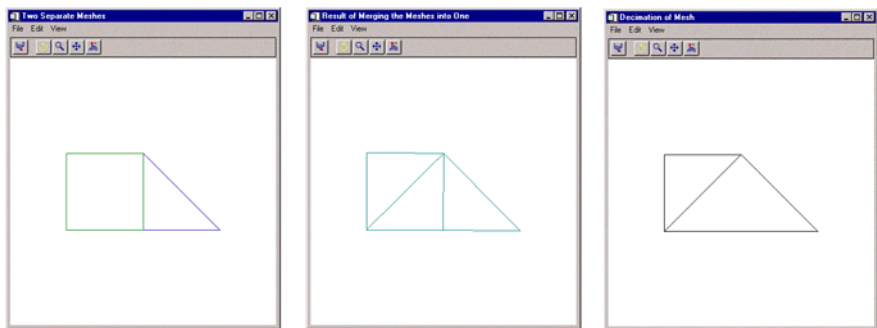 Two Separate Meshes
File Edit View
Result of Merging the Meshes into One
File Edit View
Decimation of Mesh
File Edit View